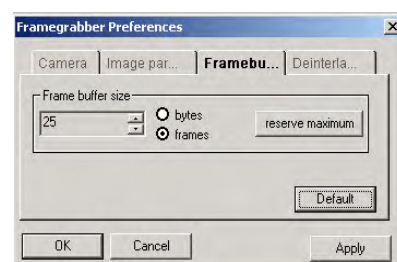 Framegrabber Preferences
Camera Image par... Framebu... Deinterla...
Frame buffer size
25 bytes
frames reserve maximum
Default
OK Cancel Apply